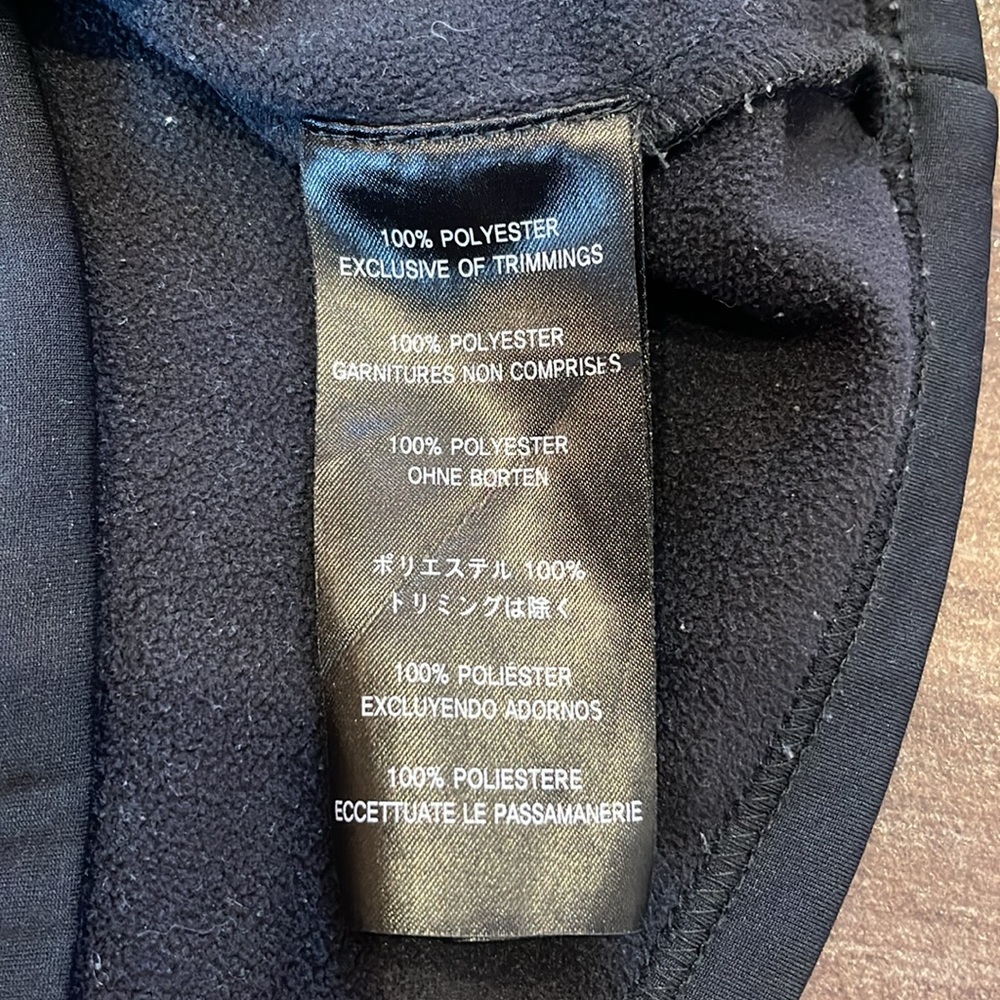 100% POLYESTER
EXCLUSIVE OF TRIMMINGS
100% POLYESTER
GARNITURES NON COMPRISES
100% POLYESTER
OHNE BORTEN
ポリエステル 100%
トリミングは除く
100% POLIESTER
EXCLUYENDO ADORNOS
100% POLIESTERE
ECCETTUATE LE PASSAMANERIE